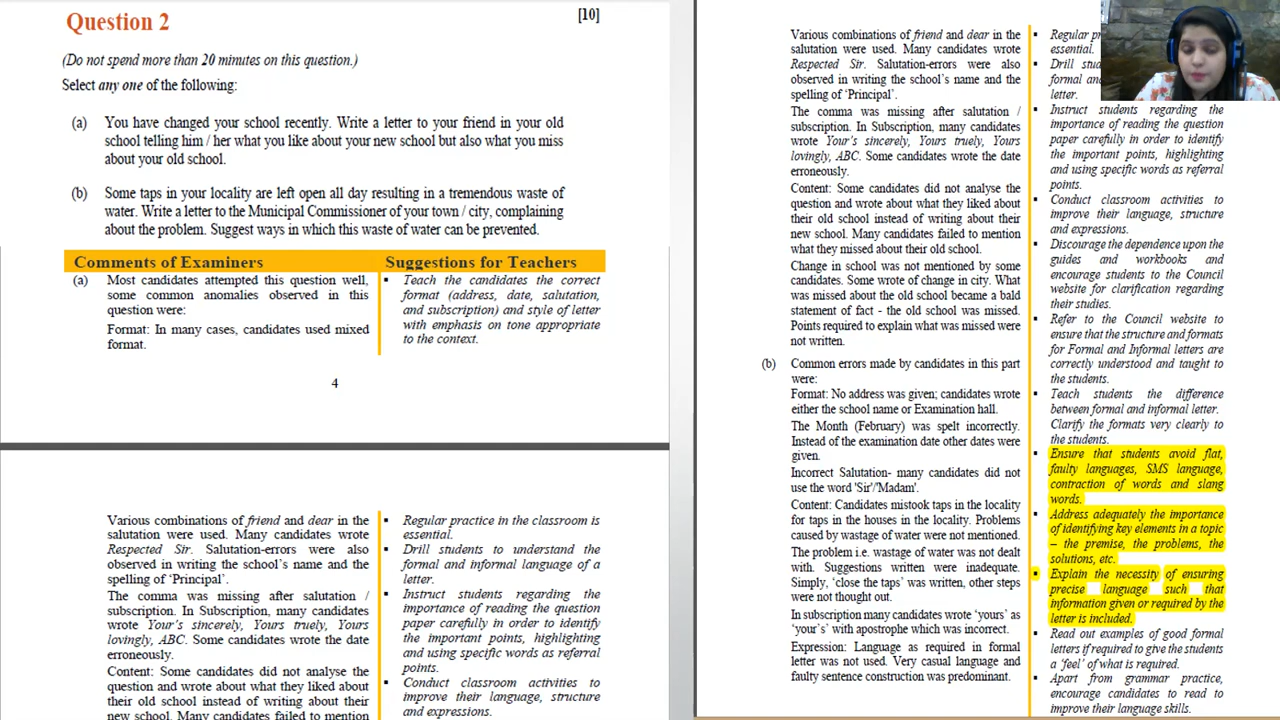 Question 2
[10]
(Do not spend more than 20 minutes on this question.)
Select any one of the following:
(a) You have changed your school recently. Write a letter to your friend in your old
school telling him / her what you like about your new school but also what you miss
about your old school.
(b) Some taps in your locality are left open all day resulting in a tremendous waste of
water. Write a letter to the Municipal Commissioner of your town / city, complaining
about the problem. Suggest ways in which this waste of water can be prevented.
Comments of Examiners
(a) Most candidates attempted this question well,
some common anomalies observed in this
question were:
Format: In many cases, candidates used mixed
format.
Suggestions for Teachers
▪ Teach the candidates the correct
format (address, date, salutation,
and subscription) and style of letter
with emphasis on tone appropriate
to the context.
4
Various combinations of friend and dear in the
salutation were used. Many candidates wrote
Respected Sir. Salutation-errors were also
observed in writing the school's name and the
spelling of 'Principal'.
The comma was missing after salutation /
subscription. In Subscription, many candidates
wrote Your's sincerely, Yours truely, Yours
lovingly, ABC. Some candidates wrote the date
erroneously.
Content: Some candidates did not analyse the
question and wrote about what they liked about
their old school instead of writing about their
new school. Many candidates failed to mention
▪ Regular practice in the classroom is
essential.
▪ Drill students to understand the
formal and informal language of a
letter.
▪ Instruct students regarding the
importance of reading the question
paper carefully in order to identify
the important points, highlighting
and using specific words as referral
points.
▪ Conduct classroom activities to
improve their language, structure
and expressions.
Various combinations of friend and dear in the
salutation were used. Many candidates wrote
Respected Sir. Salutation-errors were also
observed in writing the school's name and the
spelling of 'Principal'.
The comma was missing after salutation /
subscription. In Subscription, many candidates
wrote Your's sincerely, Yours truely, Yours
lovingly, ABC. Some candidates wrote the date
erroneously.
Content: Some candidates did not analyse the
question and wrote about what they liked about
their old school instead of writing about their
new school. Many candidates failed to mention
what they missed about their old school.
Change in school was not mentioned by some
candidates. Some wrote of change in city. What
was missed about the old school became a bald
statement of fact - the old school was missed.
Points required to explain what was missed were
not written.
(b) Common errors made by candidates in this part
were:
Format: No address was given; candidates wrote
either the school name or Examination hall.
The Month (February) was spelt incorrectly.
Instead of the examination date other dates were
given.
Incorrect Salutation- many candidates did not
use the word 'Sir'/'Madam'.
Content: Candidates mistook taps in the locality
for taps in the houses in the locality. Problems
caused by wastage of water were not mentioned.
The problem i.e. wastage of water was not dealt
with. Suggestions written were inadequate.
Simply, 'close the taps' was written, other steps
were not thought out.
In subscription many candidates wrote 'yours' as
'your's' with apostrophe which was incorrect.
Expression: Language as required in formal
letter was not used. Very casual language and
faulty sentence construction was predominant.
▪ Regular
essential.
▪ Drill
formal and
letter.
▪ Instruct students regarding the
importance of reading the question
paper carefully in order to identify
the important points, highlighting
and using specific words as referral
points.
▪ Conduct classroom activities to
improve their language, structure
and expressions.
▪ Discourage the dependence upon the
guides and workbooks and
encourage students to the Council
website for clarification regarding
their studies.
▪ Refer to the Council website to
ensure that the structure and formats
for Formal and Informal letters are
correctly understood and taught to
the students.
▪ Teach students the difference
between formal and informal letter.
Clarify the formats very clearly to
the students.
▪ Ensure that students avoid flat,
faulty languages, SMS language,
contraction of words and slang
words.
▪ Address adequately the importance
of identifying key elements in a topic
– the premise, the problems, the
solutions, etc.
▪ Explain the necessity of ensuring
precise language such that
information given or required by the
letter is included.
▪ Read out examples of good formal
letters if required to give the students
a 'feel' of what is required.
▪ Apart from grammar practice,
encourage candidates to read to
improve their language skills.